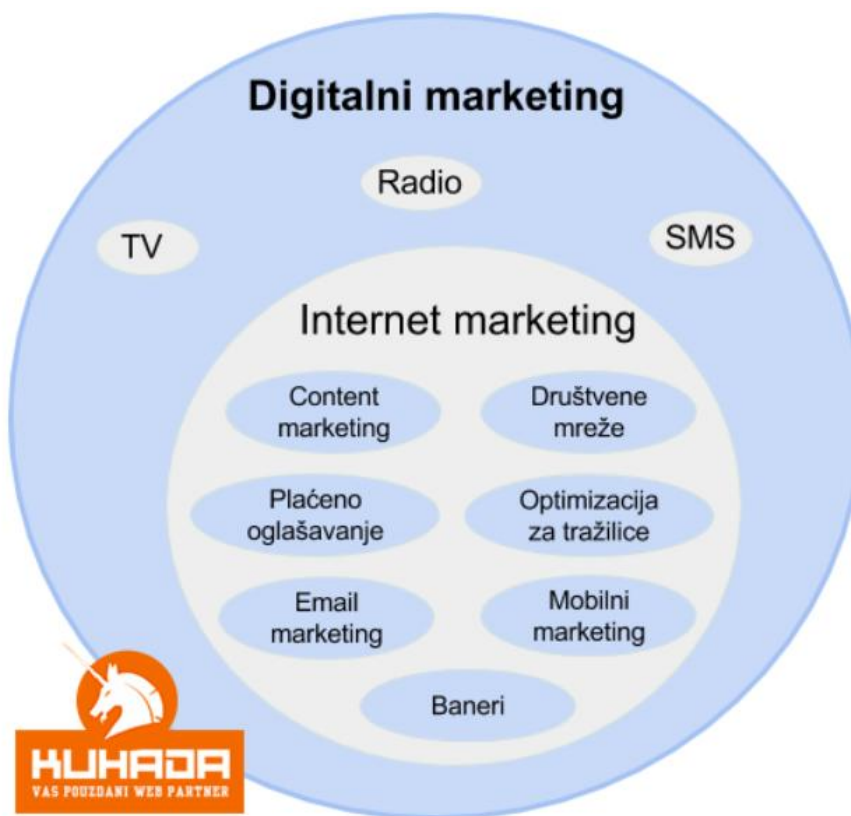 Digitalni marketing
Radio
TV
SMS
Internet marketing
Content
marketing
Društvene
mreže
Plaćeno
oglašavanje
Optimizacija
za tražilice
Email
marketing
Mobilni
marketing
Baneri
KUHADA
VAS POUZDANI WEB PARTNER